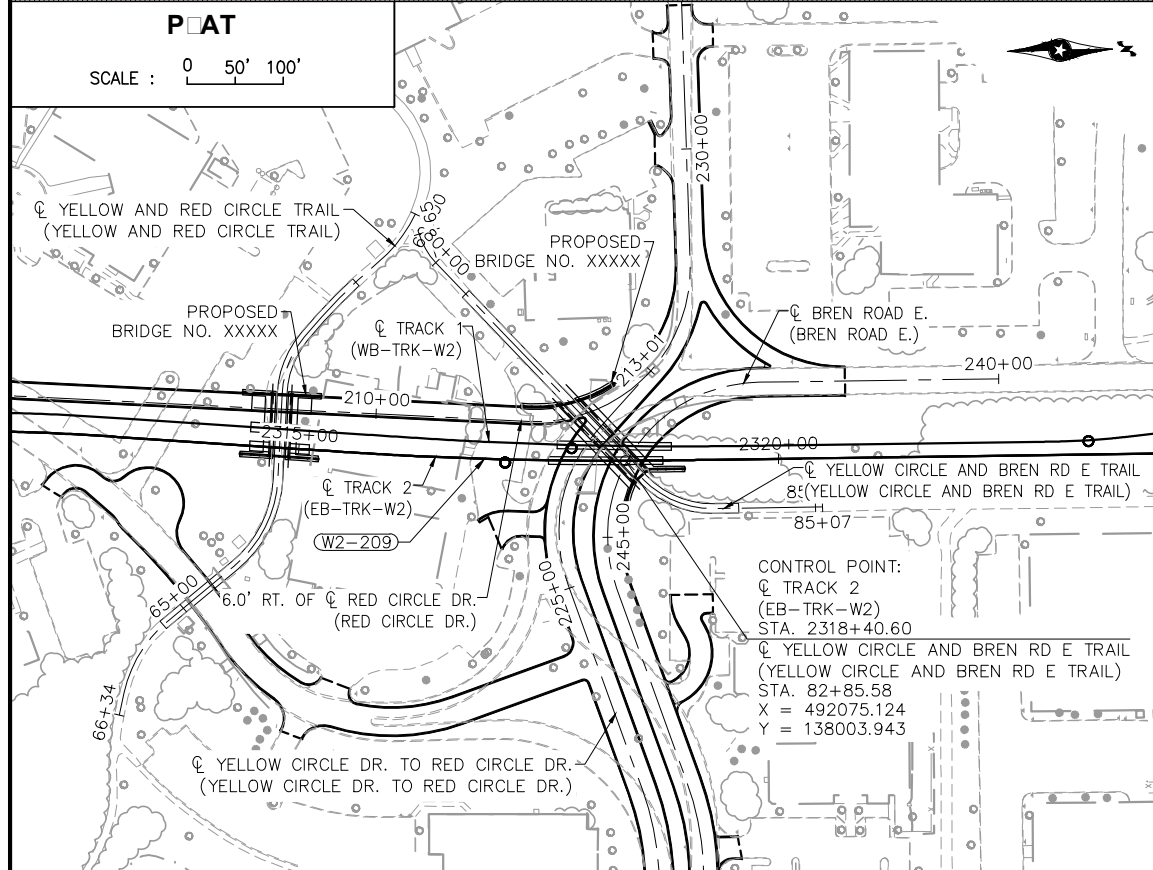 P□AT
SCALE : 0 50' 100'
230+00
℄ YELLOW AND RED CIRCLE TRAIL
(YELLOW AND RED CIRCLE TRAIL)
80+00
PROPOSED
BRIDGE NO. XXXXX
PROPOSED
BRIDGE NO. XXXXX
℄ TRACK 1
(WB-TRK-W2)
℄ BREN ROAD E.
(BREN ROAD E.)
213+01
240+00
210+00
2315+00
2320+00
℄ YELLOW CIRCLE AND BREN RD E TRAIL
(YELLOW CIRCLE AND BREN RD E TRAIL)
85+07
℄ TRACK 2
(EB-TRK-W2)
W2-209
245+00
225+00
65+00
6.0' RT. OF ℄ RED CIRCLE DR.
(RED CIRCLE DR.)
CONTROL POINT:
℄ TRACK 2
(EB-TRK-W2)
STA. 2318+40.60
℄ YELLOW CIRCLE AND BREN RD E TRAIL
(YELLOW CIRCLE AND BREN RD E TRAIL)
STA. 82+85.58
X = 492075.124
Y = 138003.943
66+34
℄ YELLOW CIRCLE DR. TO RED CIRCLE DR.
(YELLOW CIRCLE DR. TO RED CIRCLE DR.)